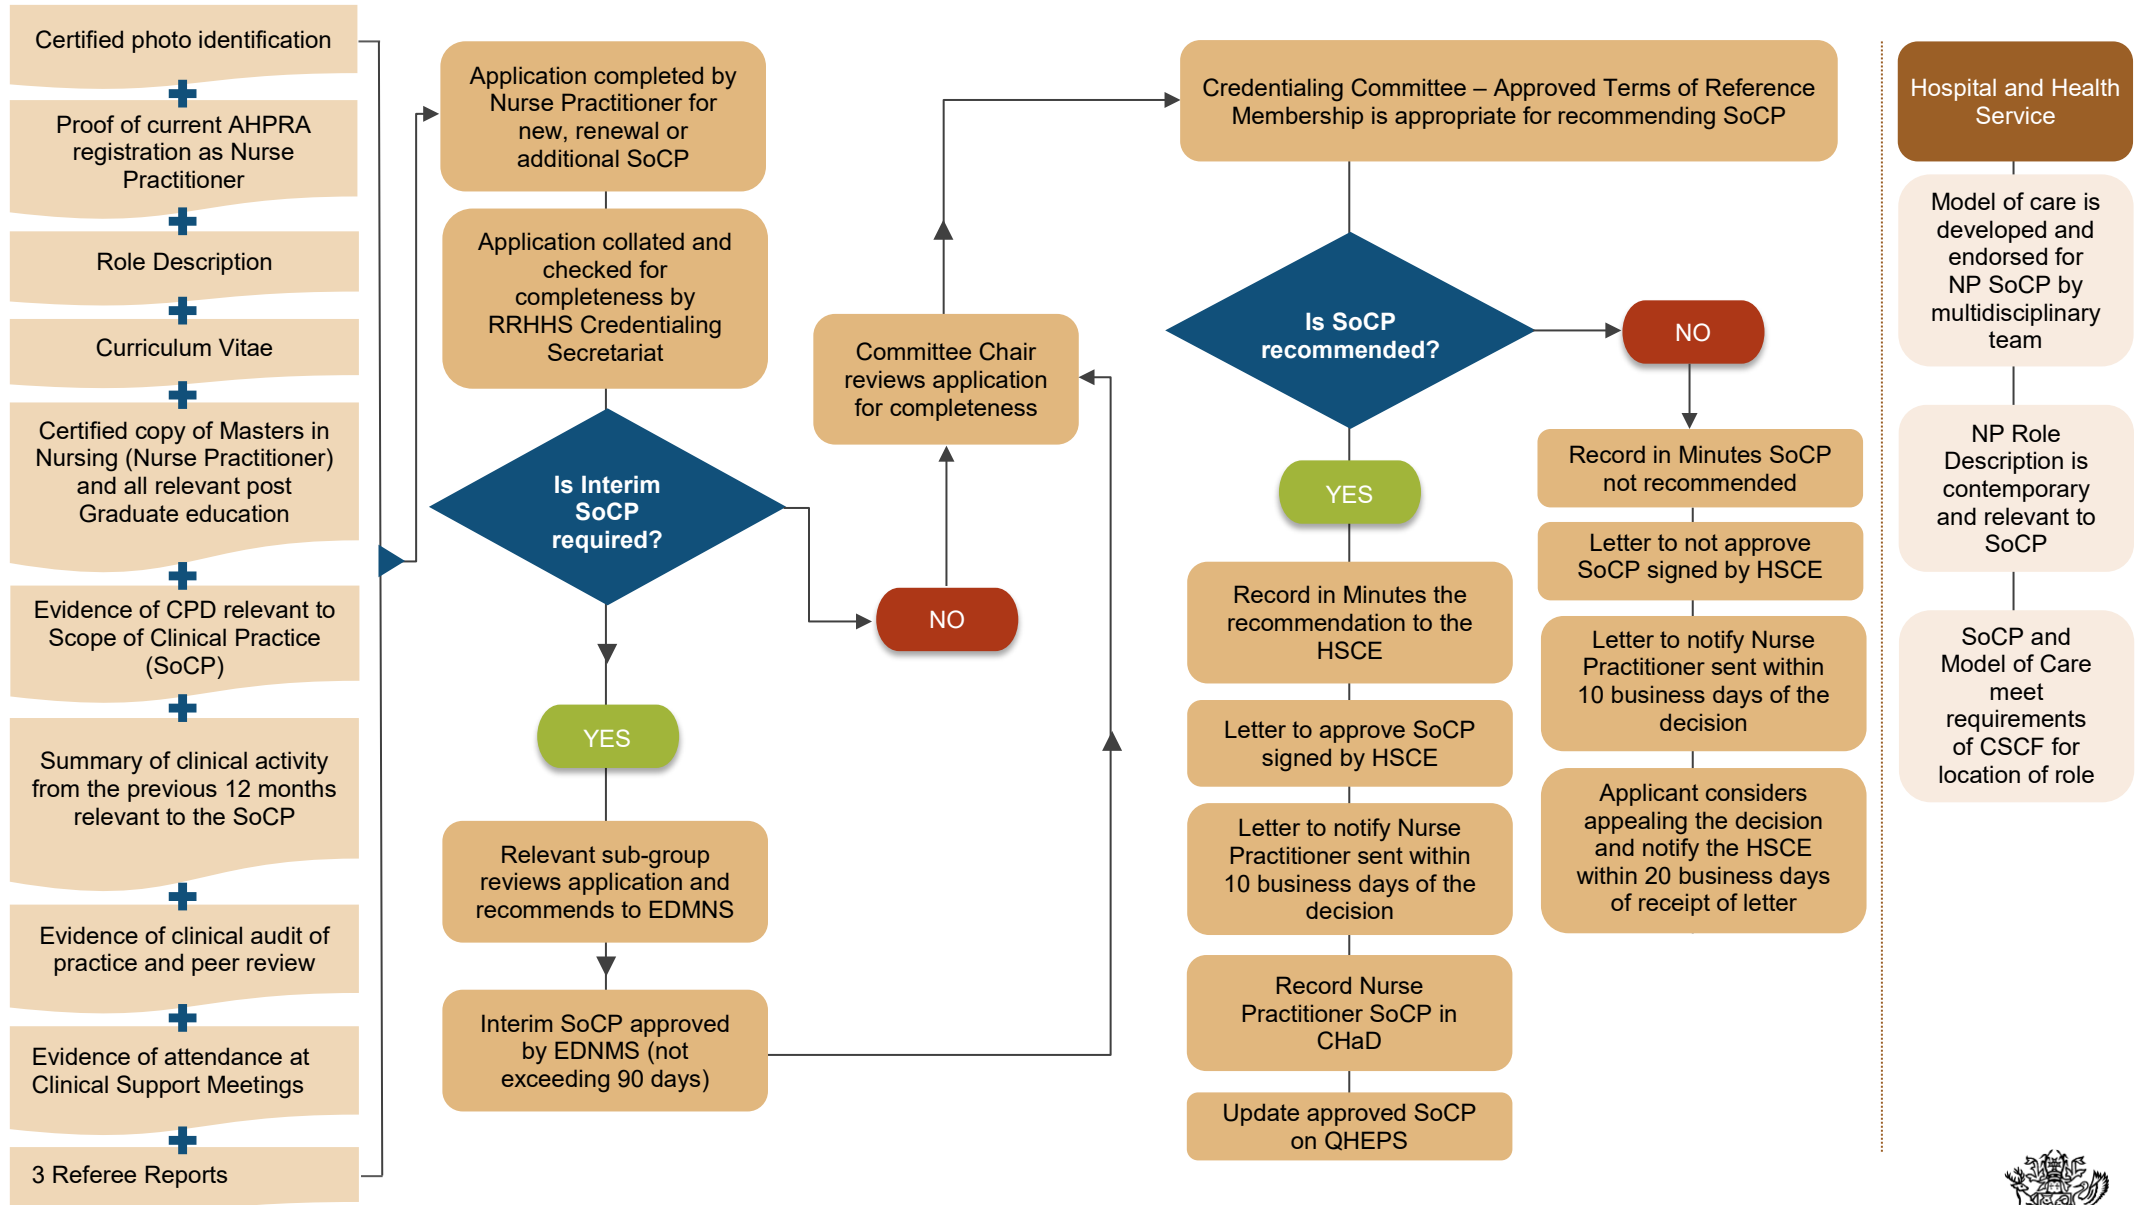 Certified photo identification
Proof of current AHPRA
registration as Nurse
Practitioner
Role Description
Curriculum Vitae
Certified copy of Masters in
Nursing (Nurse Practitioner)
and all relevant post
Graduate education
Evidence of CPD relevant to
Scope of Clinical Practice
(SoCP)
Summary of clinical activity
from the previous 12 months
relevant to the SoCP
Evidence of clinical audit of
practice and peer review
Evidence of attendance at
Clinical Support Meetings
3 Referee Reports
Application completed by
Nurse Practitioner for
new, renewal or
additional SoCP
Application collated and
checked for
completeness by
RRHHS Credentialing
Secretariat
Is Interim
SoCP
required?
YES
Relevant sub-group
reviews application and
recommends to EDMNS
Interim SoCP approved
by EDNMS (not
exceeding 90 days)
NO
Committee Chair
reviews application
for completeness
Credentialing Committee – Approved Terms of Reference
Membership is appropriate for recommending SoCP
Is SoCP
recommended?
YES
Record in Minutes the
recommendation to the
HSCE
Letter to approve SoCP
signed by HSCE
Letter to notify Nurse
Practitioner sent within
10 business days of the
decision
Record Nurse
Practitioner SoCP in
CHaD
Update approved SoCP
on QHEPS
NO
Record in Minutes SoCP
not recommended
Letter to not approve
SoCP signed by HSCE
Letter to notify Nurse
Practitioner sent within
10 business days of the
decision
Applicant considers
appealing the decision
and notify the HSCE
within 20 business days
of receipt of letter
Hospital and Health
Service
Model of care is
developed and
endorsed for
NP SoCP by
multidisciplinary
team
NP Role
Description is
contemporary
and relevant to
SoCP
SoCP and
Model of Care
meet
requirements
of CSCF for
location of role